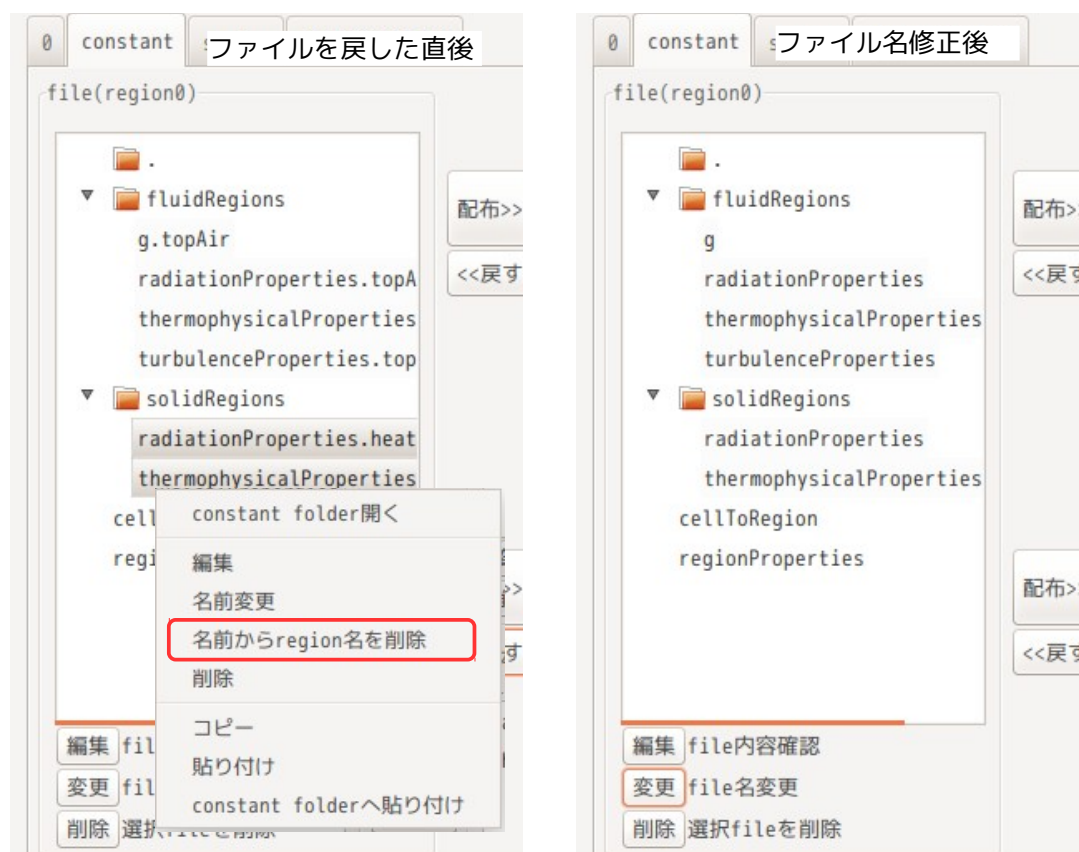 0 constant
ファイルを戻した直後
file(region0)
.
fluidRegions
g.topAir
radiationProperties.topA
thermophysicalProperties
turbulenceProperties.top
solidRegions
radiationProperties.heat
thermophysicalProperties
cell
regi
配布>>
<<戻す
constant folder開く
編集
名前変更
名前からregion名を削除
削除
コピー
貼り付け
constant folderへ貼り付け
>>
す
編集 fil
変更 fil
削除
0 constant
ファイル名修正後
file(region0)
.
fluidRegions
g
radiationProperties
thermophysicalProperties
turbulenceProperties
solidRegions
radiationProperties
thermophysicalProperties
cellToRegion
regionProperties
配布>
<<戻す
配布>
<<戻す
編集 file内容確認
変更 file名変更
削除 選択fileを削除